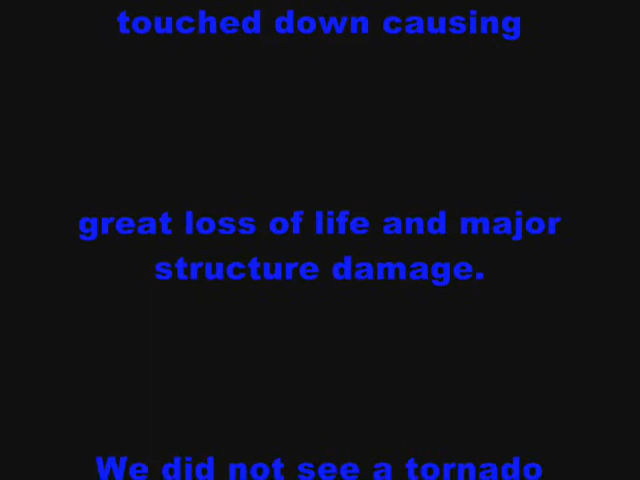 touched down causing
great loss of life and major
structure damage.
We did not see a tornado